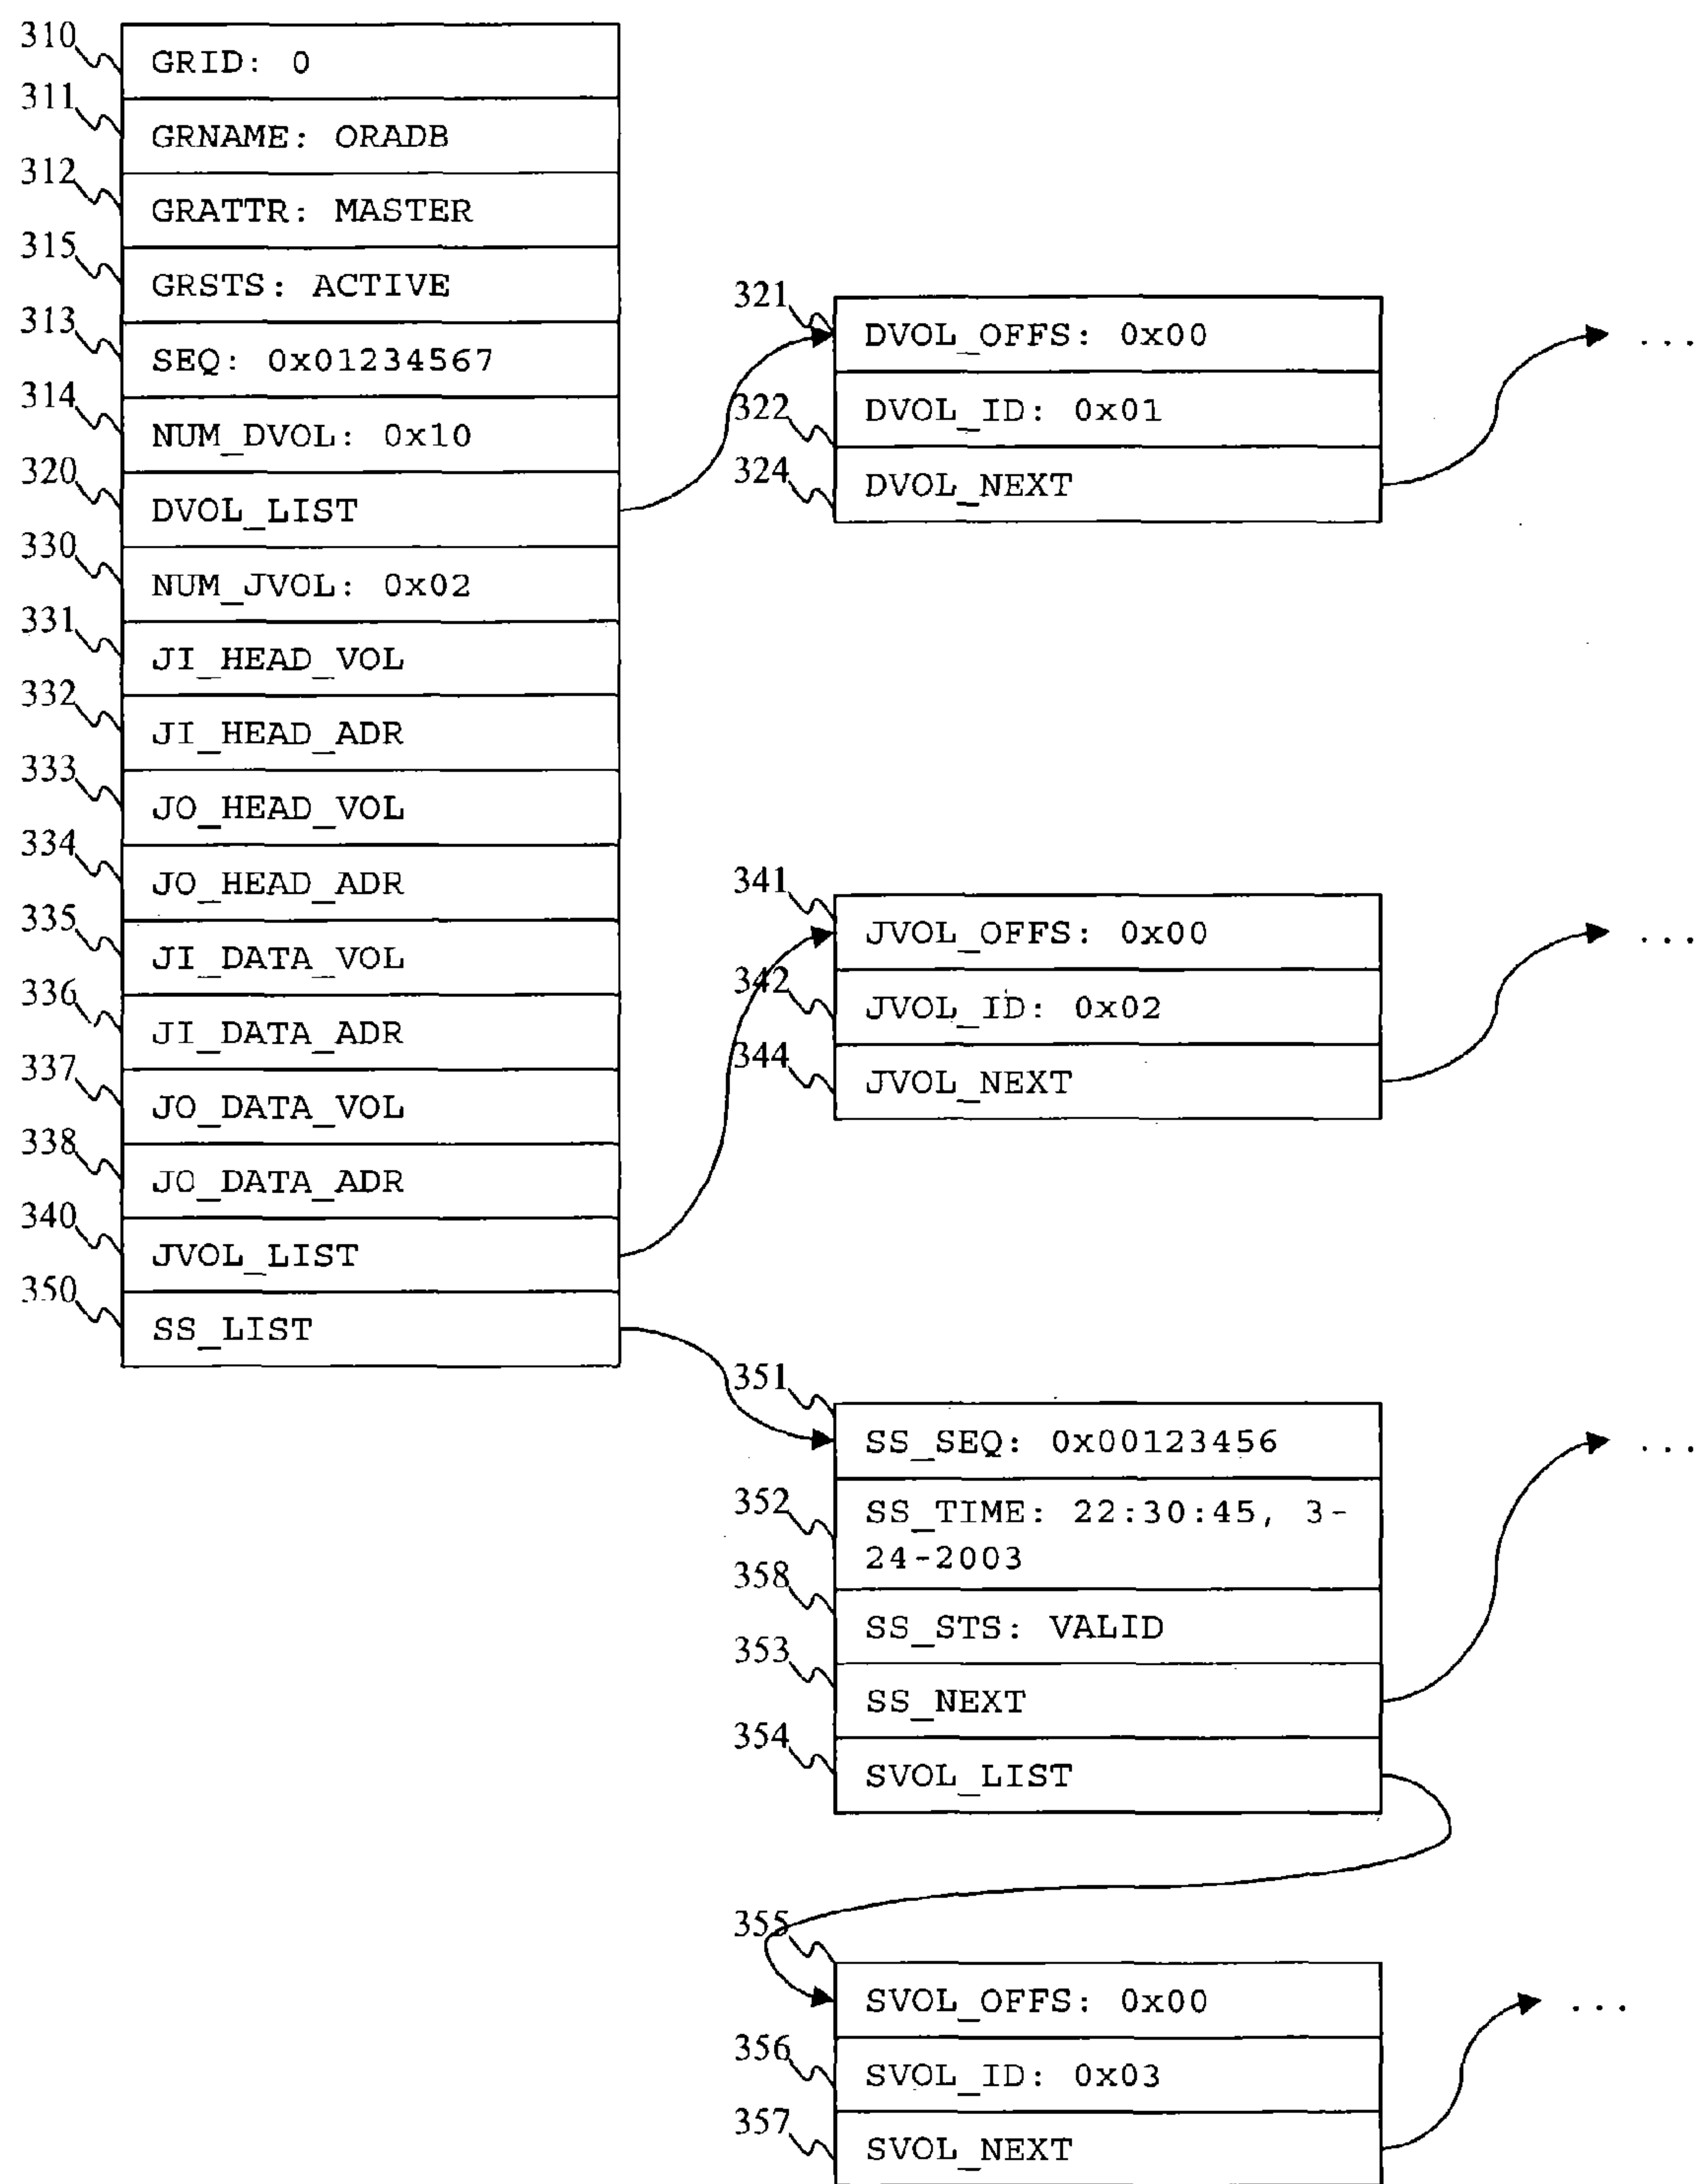 310
GRID: 0
311
GRNAME: ORADB
312
GRATTR: MASTER
315
GRSTS: ACTIVE
313
SEQ: 0x01234567
314
NUM_DVOL: 0x10
320
DVOL_LIST
330
NUM_JVOL: 0x02
331
JI_HEAD_VOL
332
JI_HEAD_ADR
333
JO_HEAD_VOL
334
JO_HEAD_ADR
335
JI_DATA_VOL
336
JI_DATA_ADR
337
JO_DATA_VOL
338
JO_DATA_ADR
340
JVOL_LIST
350
SS_LIST
321
DVOL_OFFS: 0x00
322
DVOL_ID: 0x01
324
DVOL_NEXT
...
341
JVOL_OFFS: 0x00
342
JVOL_ID: 0x02
344
JVOL_NEXT
...
351
SS_SEQ: 0x00123456
352
SS_TIME: 22:30:45, 3-
24-2003
358
SS_STS: VALID
353
SS_NEXT
354
SVOL_LIST
...
355
SVOL_OFFS: 0x00
356
SVOL_ID: 0x03
357
SVOL_NEXT
...